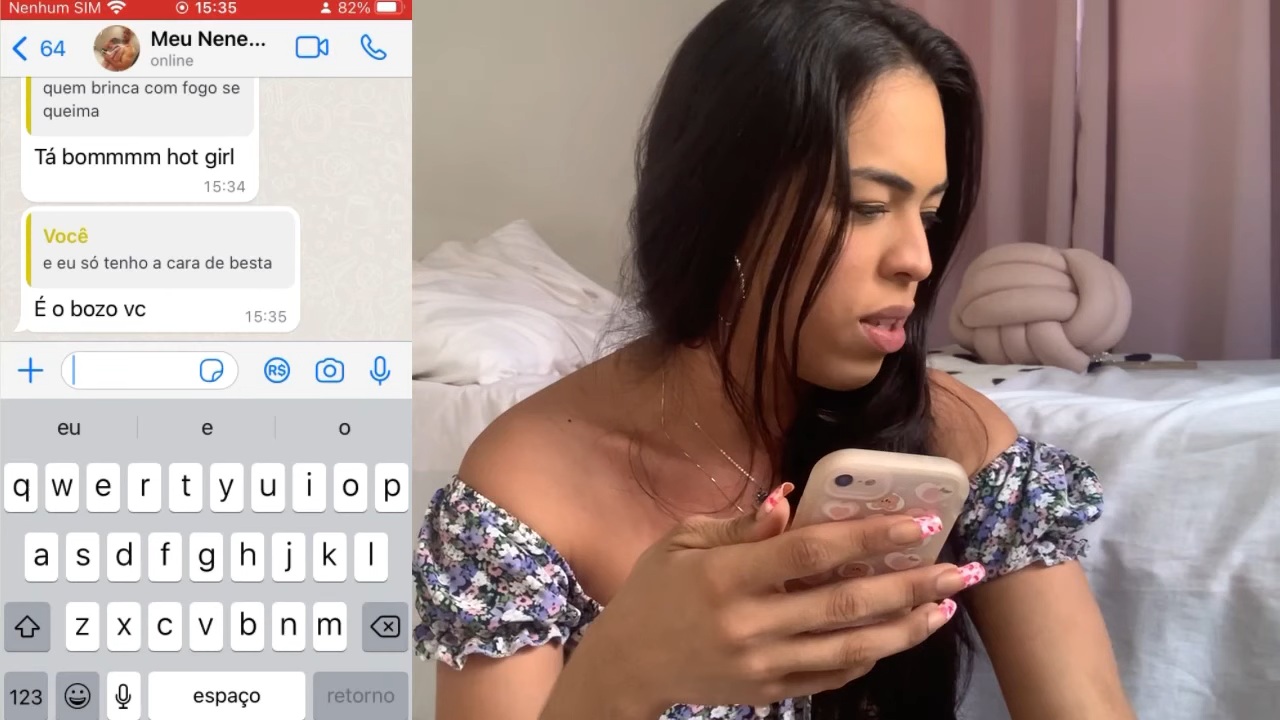 Nenhum SIM 15:35 82%
64 Meu Nene...
online
quem brinca com fogo se
queima
Tá bommmm hot girl
15:34
Você
e eu só tenho a cara de besta
É o bozo vc 15:35
R$
eu e o
q w e r t y u i o p
a s d f g h j k l
z x c v b n m
123 espaço retorno